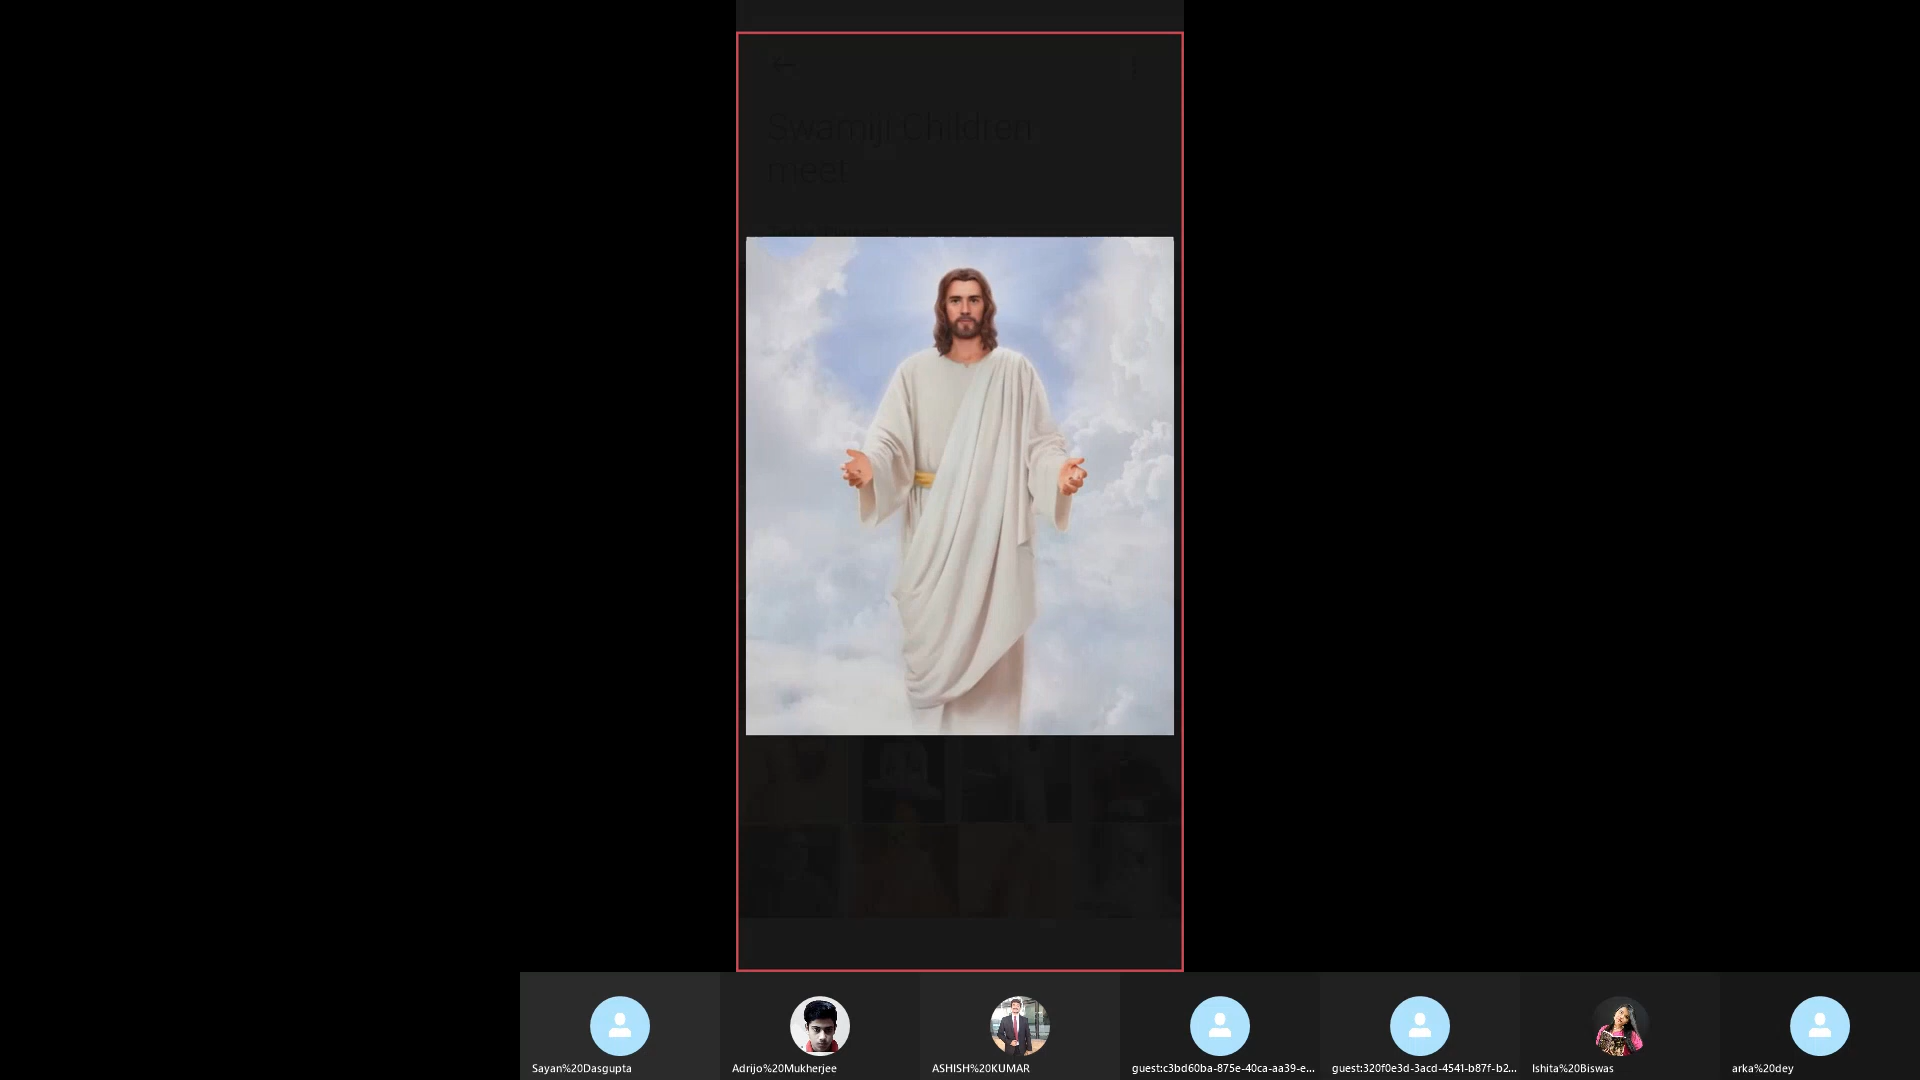 Swamiji Children
meet
Sayan%20Dasgupta
Adrijo%20Mukherjee
ASHISH%20KUMAR
guest:c3bd60ba-875e-40ca-aa39-e...
guest:320f0e3d-3acd-4541-b87f-b2...
Ishita%20Biswas
arka%20dey